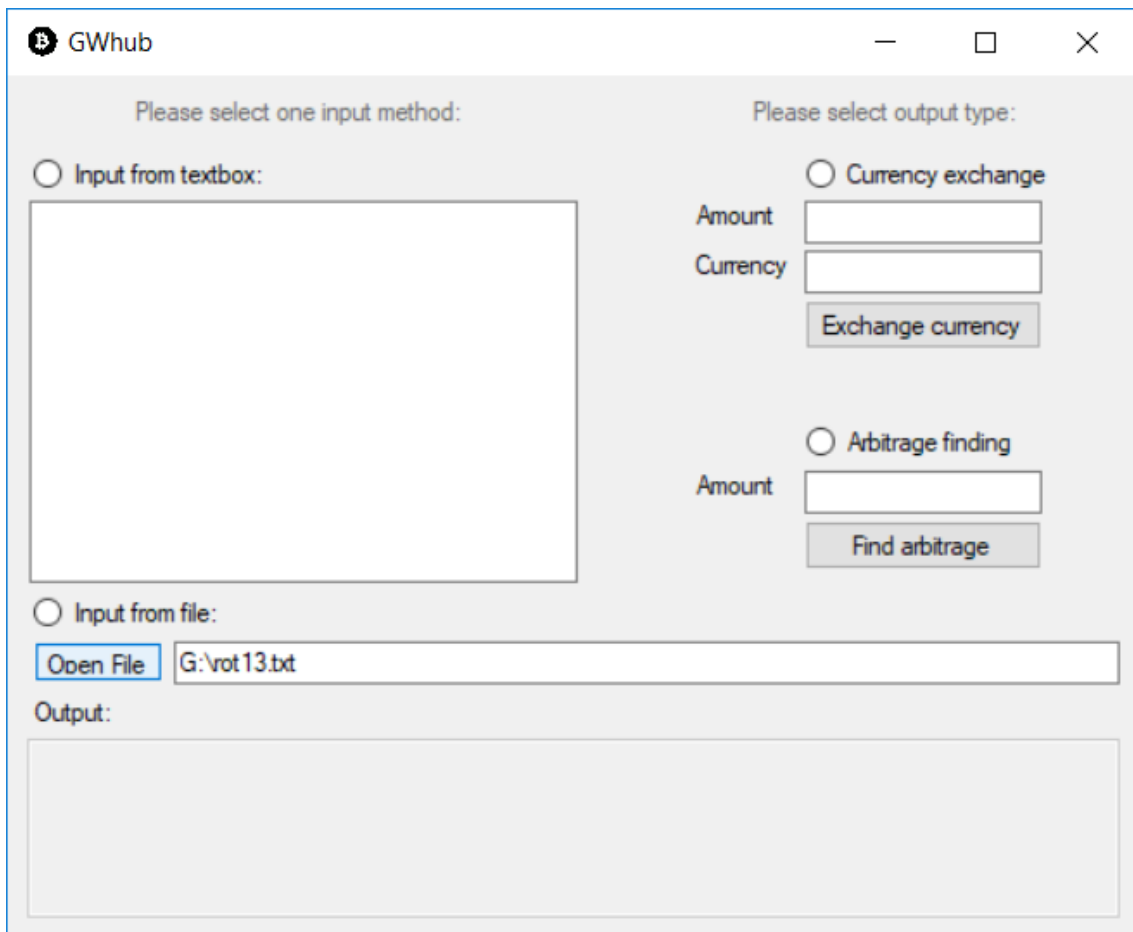 GWhub
Please select one input method:
Please select output type:
Input from textbox:
Currency exchange
Amount
Currency
Exchange currency
Arbitrage finding
Amount
Find arbitrage
Input from file:
Open File
G:\rot13.txt
Output: